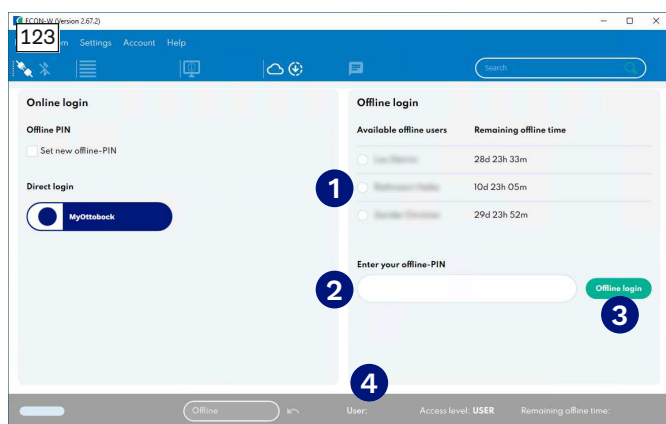 ECON-W (Version 2.67.2)
123
Settings Account Help
Search
Online login
Offline PIN
Set new offline-PIN
Direct login
MyOttobock
Offline login
Available offline users Remaining offline time
28d 23h 33m
1
10d 23h 05m
29d 23h 52m
Enter your offline-PIN
2
Offline login
3
4
Offline
User:
Access level: USER
Remaining offline time: